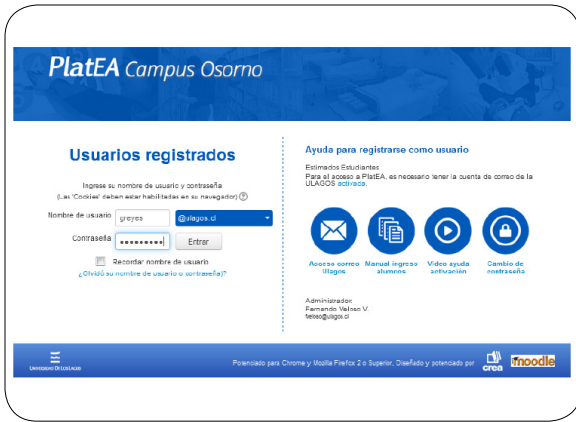 PlatEA Campus Osorno
Usuarios registrados
Ingrese su nombre de usuario y contraseña
(Las 'Cookies' deben estar habilitadas en su navegador)
Nombre de usuario greyes @ulagos.cl
Contraseña ●●●●●●●●● Entrar
Recordar nombre de usuario
¿Olvidó su nombre de usuario o contraseña?
Ayuda para registrarse como usuario
Estimados Estudiantes
Para el acceso a PlatEA, es necesario tener la cuenta de correo de la
ULAGOS activada.
Acceso correo
Ulagos
Manual ingreso
alumnos
Video ayuda
activación
Cambio de
contraseña
Administrador:
Fernando Veloso V.
fveloso@ulagos.cl
Universidad De Los Lagos
Potenciado para Chrome y Mozilla Firefox 2 o Superior, Diseñado y potenciado por
crea
moodle